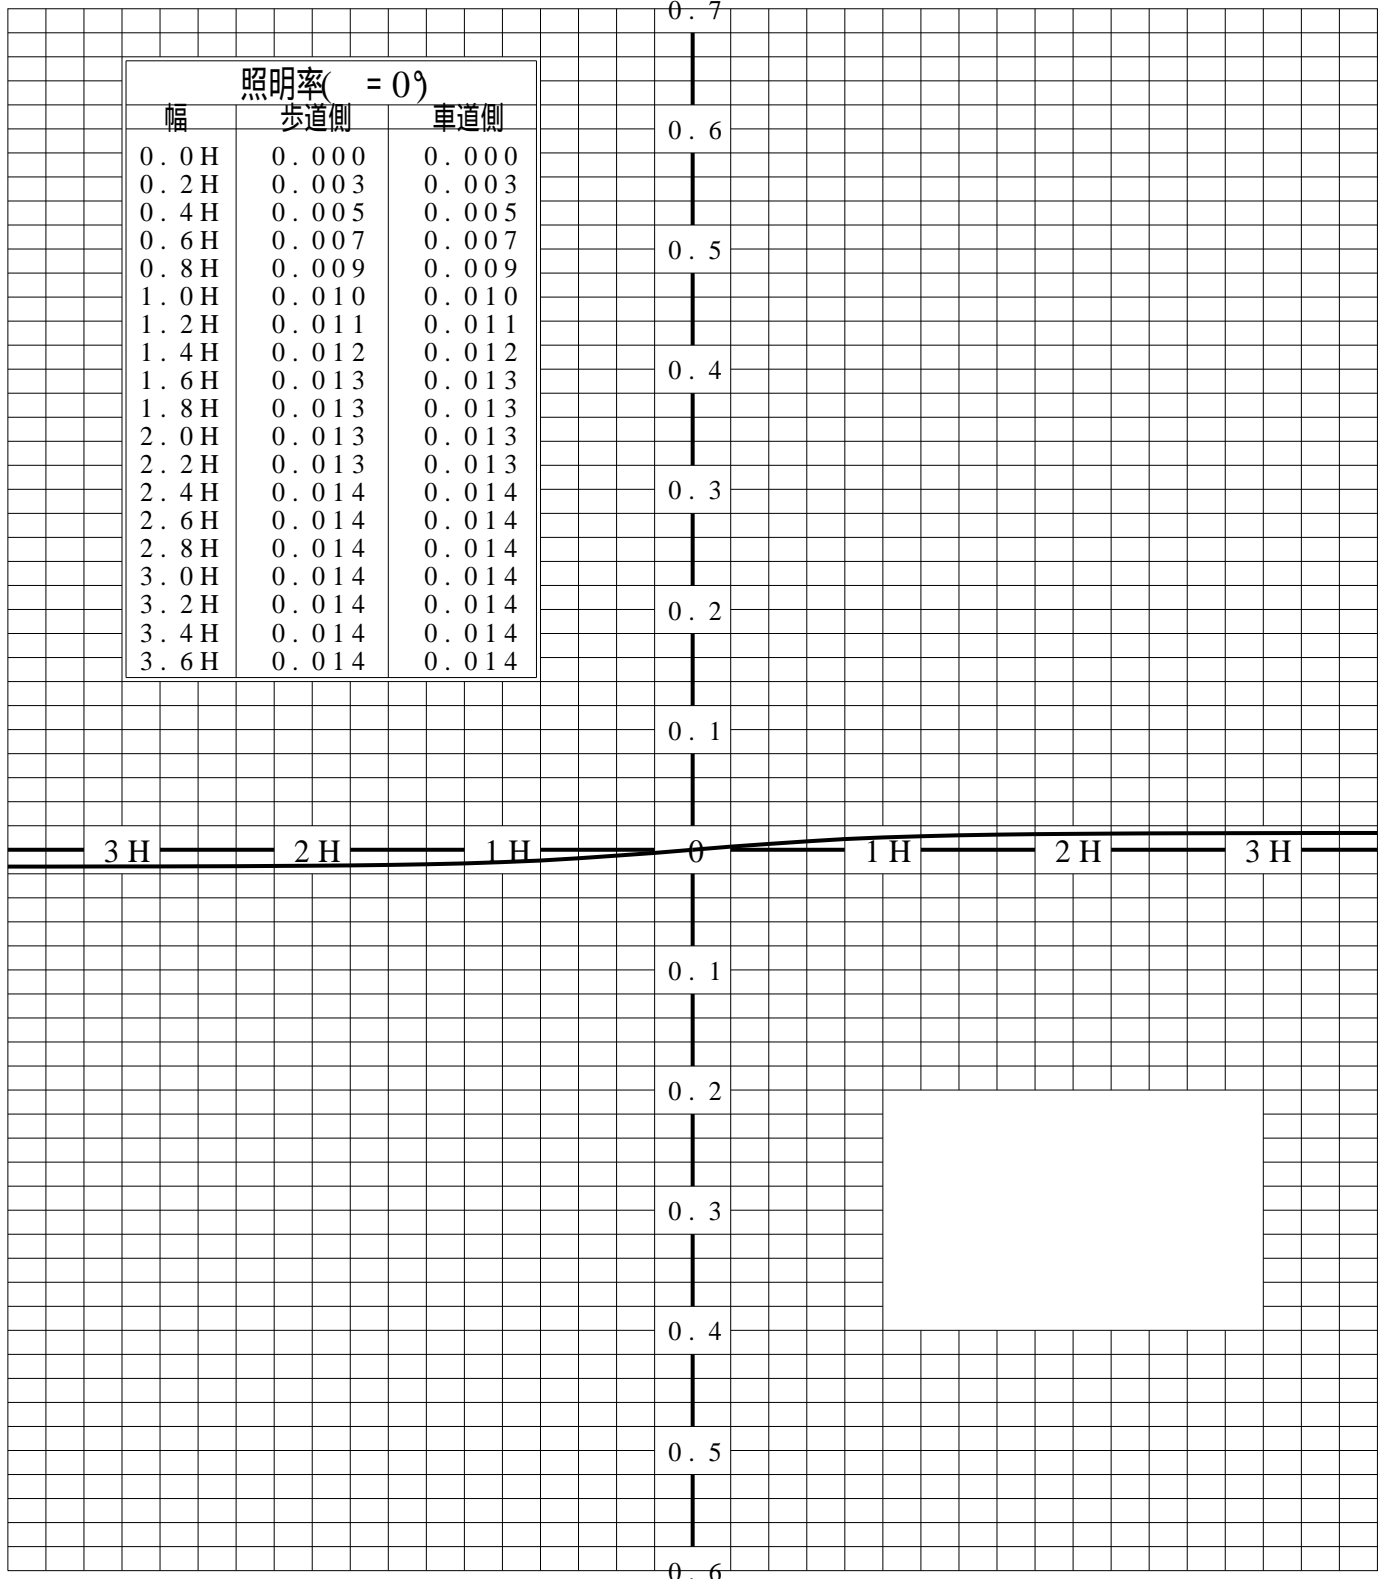 0.7
照明率( = 0°)
幅 歩道側 車道側
0.6
0.0H 0.000 0.000
0.2H 0.003 0.003
0.4H 0.005 0.005
0.6H 0.007 0.007
0.5
0.8H 0.009 0.009
1.0H 0.010 0.010
1.2H 0.011 0.011
1.4H 0.012 0.012
0.4
1.6H 0.013 0.013
1.8H 0.013 0.013
2.0H 0.013 0.013
2.2H 0.013 0.013
2.4H 0.014 0.014
0.3
2.6H 0.014 0.014
2.8H 0.014 0.014
3.0H 0.014 0.014
3.2H 0.014 0.014
0.2
3.4H 0.014 0.014
3.6H 0.014 0.014
0.1
3H 2H 1H 0 1H 2H 3H
0.1
0.2
0.3
0.4
0.5
0.6